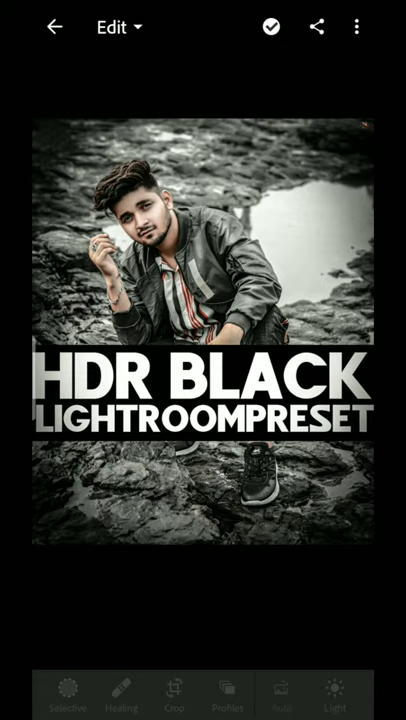 Edit
HDR BLACK
LIGHTROOMPRESET
Selective
Healing
Crop
Profiles
Auto
Light